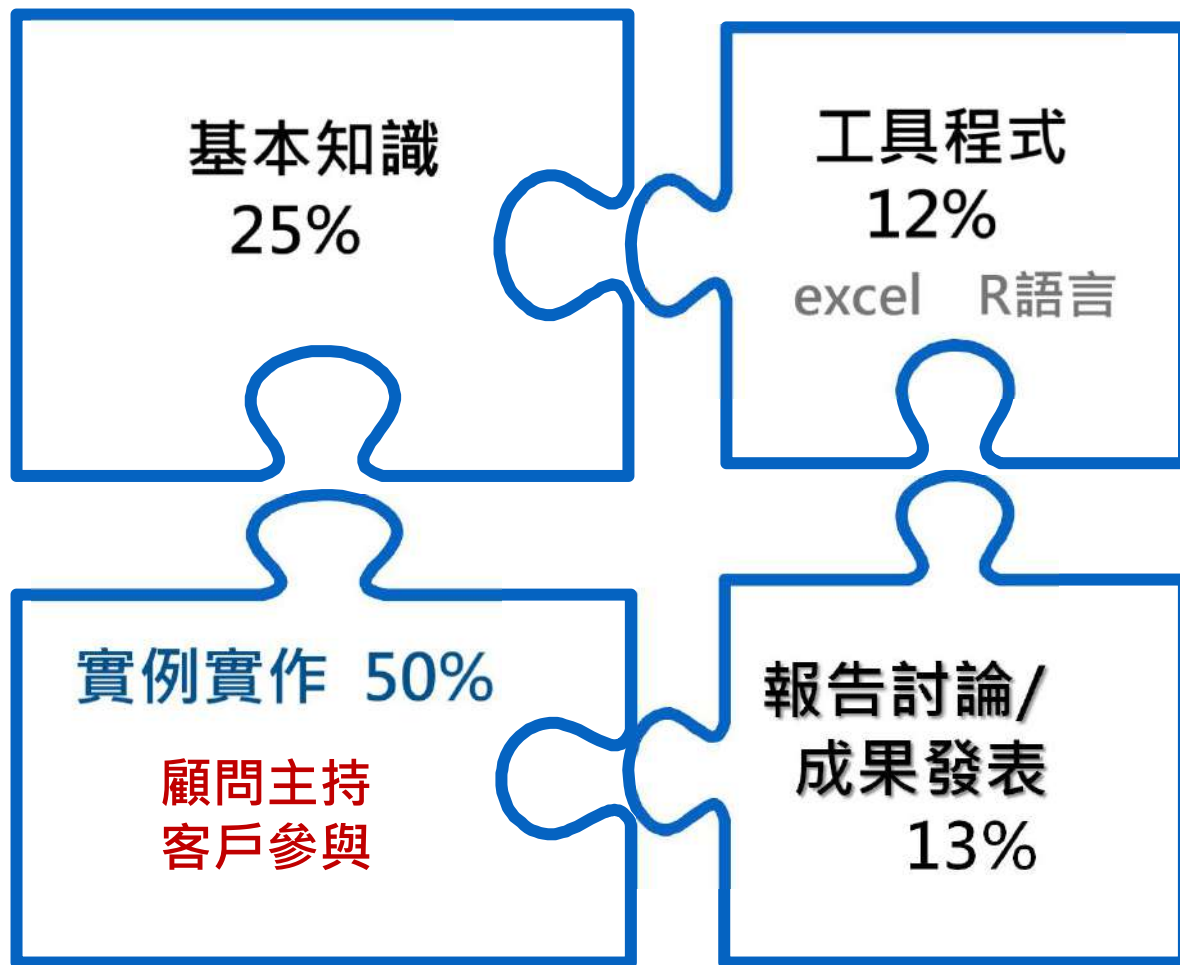 基本知識
25%
工具程式
12%
excel R語言
實例實作 50%
顧問主持
客戶參與
報告討論/
成果發表
13%